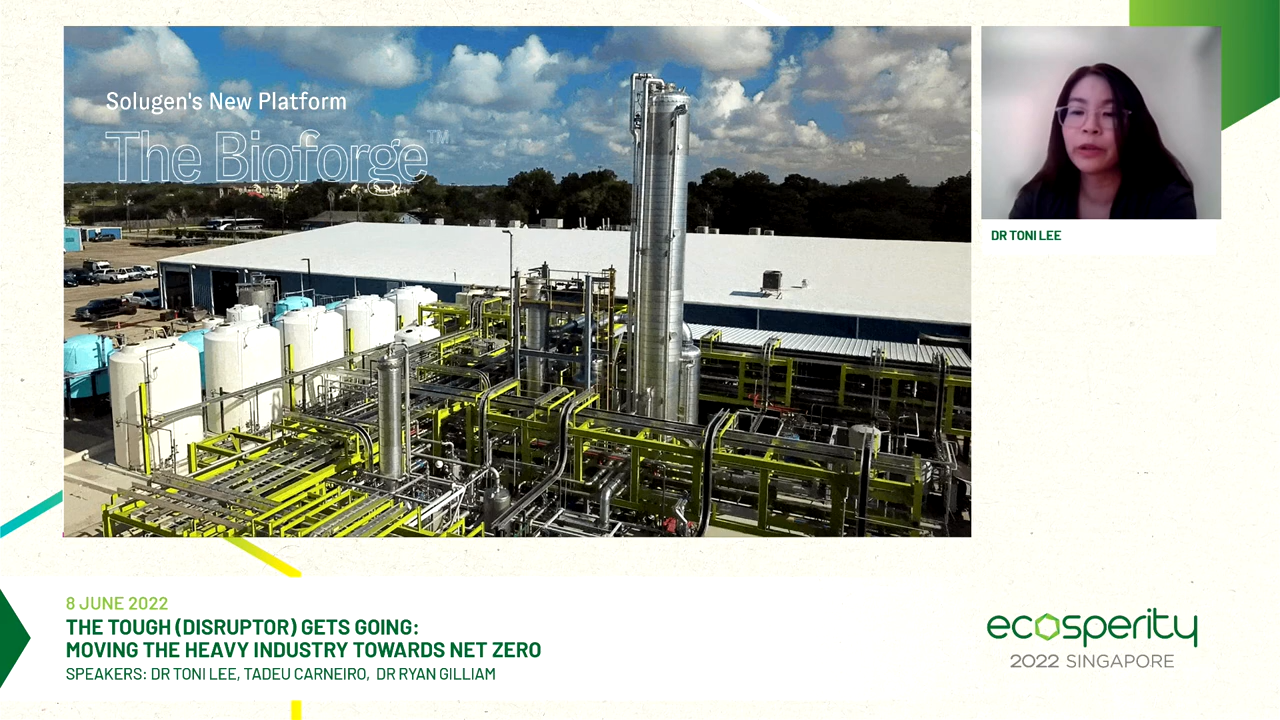 Solugen's New Platform
The Bioforge™
DR TONI LEE
8 JUNE 2022
THE TOUGH (DISRUPTOR) GETS GOING:
MOVING THE HEAVY INDUSTRY TOWARDS NET ZERO
SPEAKERS: DR TONI LEE, TADEU CARNEIRO, DR RYAN GILLIAM
ecosperity
2022 SINGAPORE